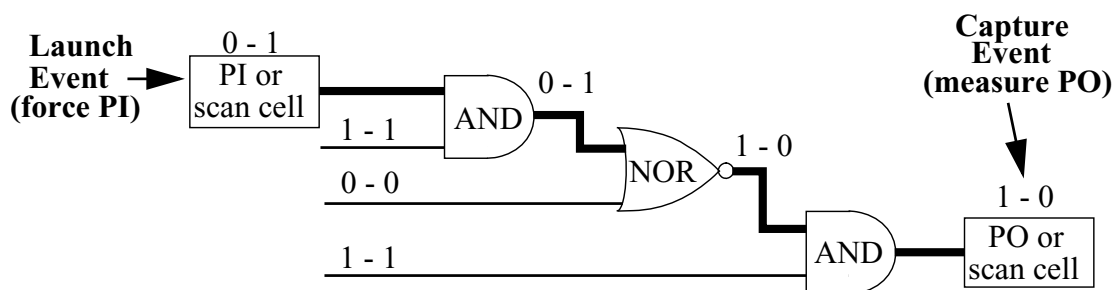 Launch
Event
(force PI)
0 - 1
PI or
scan cell
1 - 1
AND
0 - 1
0 - 0
NOR
1 - 0
1 - 1
AND
Capture
Event
(measure PO)
1 - 0
PO or
scan cell